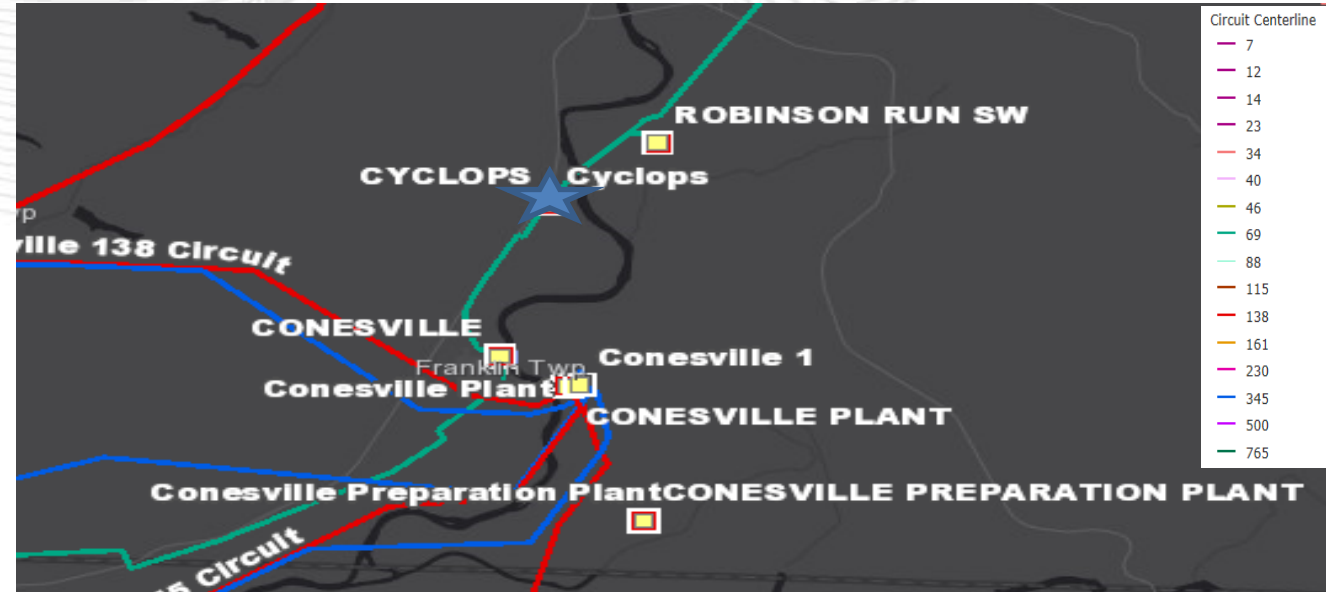 ROBINSON RUN SW
CYCLOPS Cyclops
ville 138 Circuit
CONESVILLE
Franklin Twp
Conesville 1
Conesville Plant
CONESVILLE PLANT
Conesville Preparation Plant
CONESVILLE PREPARATION PLANT
5 Circuit
Circuit Centerline
7
12
14
23
34
40
46
69
88
115
138
161
230
345
500
765